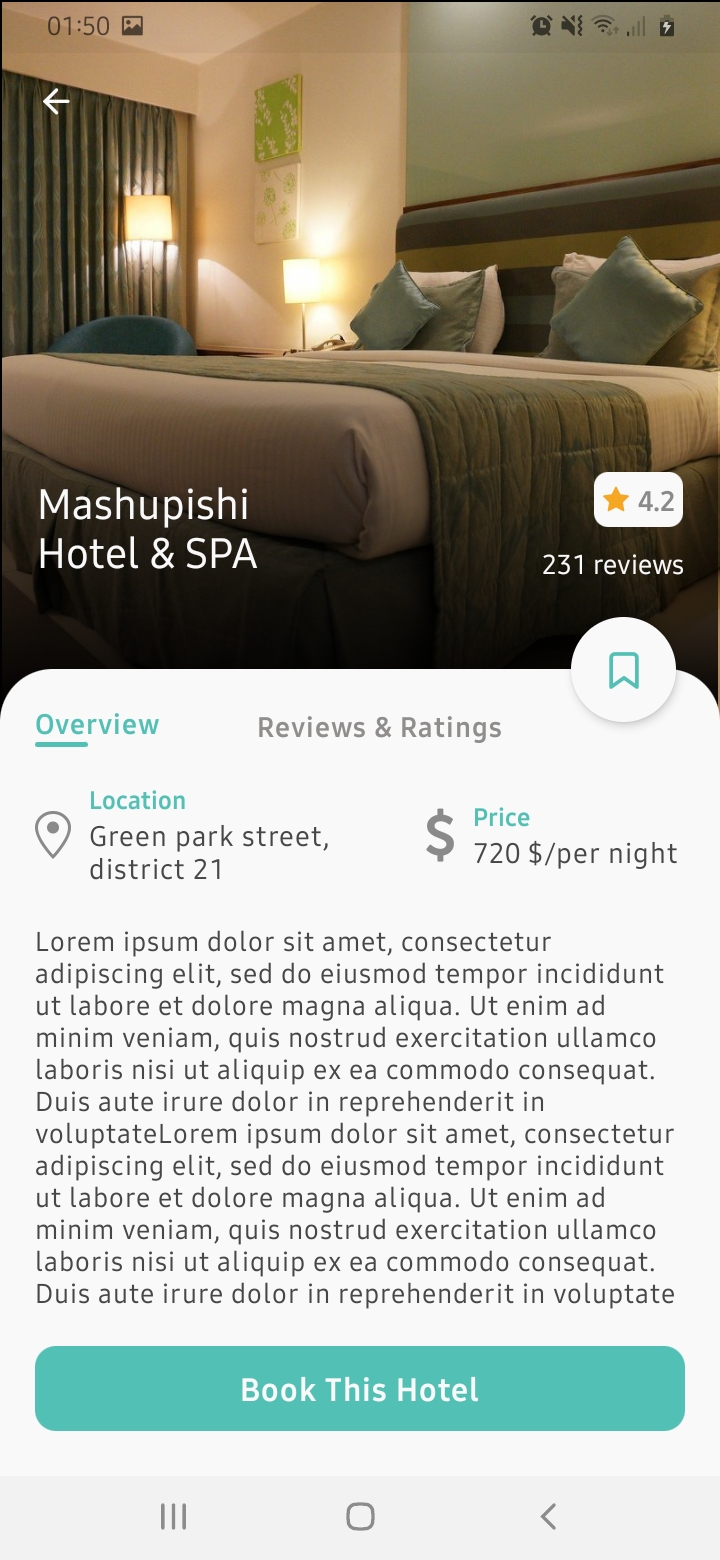 01:50
Mashupishi
Hotel & SPA
4.2
231 reviews
Overview
Reviews & Ratings
Location
Green park street,
district 21
Price
720 $/per night
Lorem ipsum dolor sit amet, consectetur
adipiscing elit, sed do eiusmod tempor incididunt
ut labore et dolore magna aliqua. Ut enim ad
minim veniam, quis nostrud exercitation ullamco
laboris nisi ut aliquip ex ea commodo consequat.
Duis aute irure dolor in reprehenderit in
voluptateLorem ipsum dolor sit amet, consectetur
adipiscing elit, sed do eiusmod tempor incididunt
ut labore et dolore magna aliqua. Ut enim ad
minim veniam, quis nostrud exercitation ullamco
laboris nisi ut aliquip ex ea commodo consequat.
Duis aute irure dolor in reprehenderit in voluptate
Book This Hotel